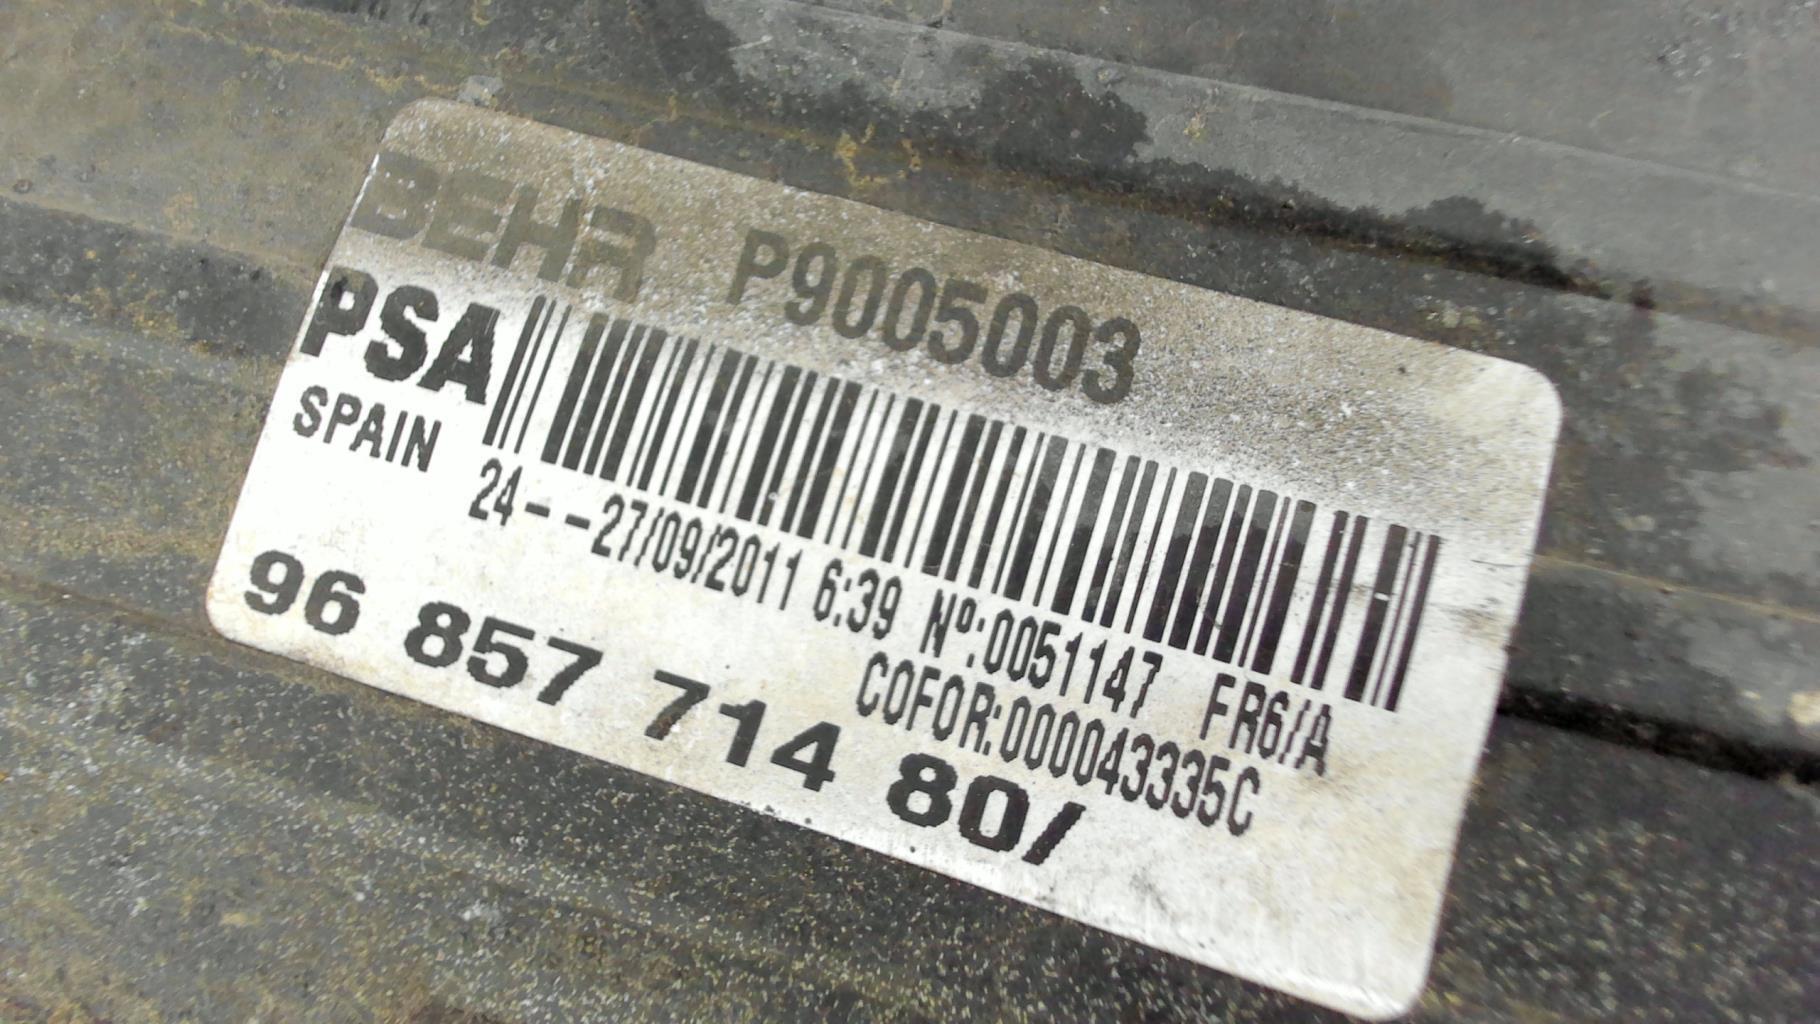 BEHR P9005003
PSA
SPAIN
24--27/09/2011 6:39 Nº:0051147 FR6/A
COFOR:000043335C
96 857 714 80/